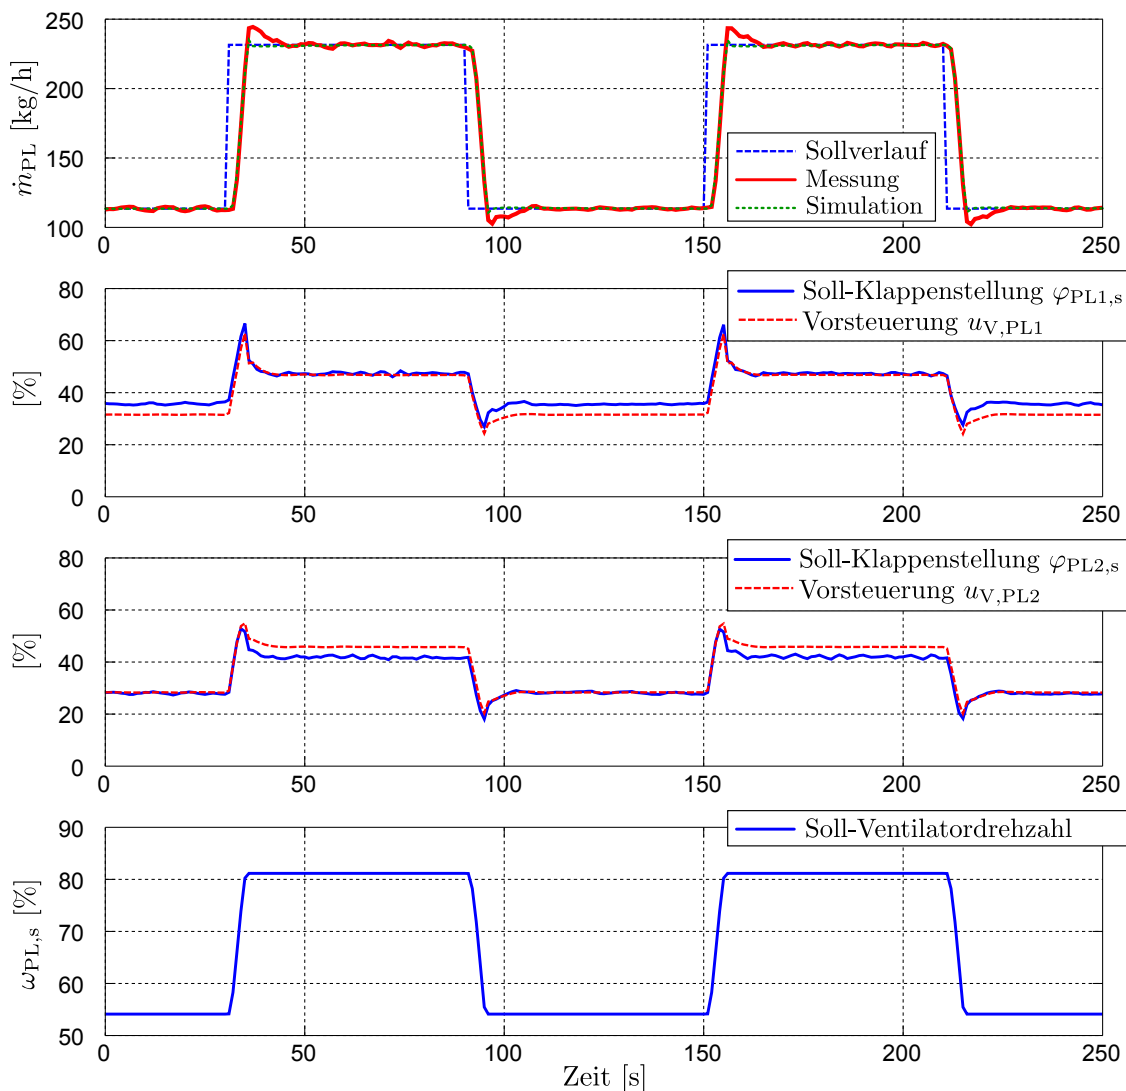 250
200
150
100
ṁPL [kg/h]
0 50 100 150 200 250
Sollverlauf
Messung
Simulation
80
60
40
20
0
[%]
0 50 100 150 200 250
Soll-Klappenstellung φPL1,s
Vorsteuerung uV,PL1
80
60
40
20
0
[%]
0 50 100 150 200 250
Soll-Klappenstellung φPL2,s
Vorsteuerung uV,PL2
90
80
70
60
50
ωPL,s [%]
0 50 100 150 200 250
Soll-Ventilatordrehzahl
Zeit [s]